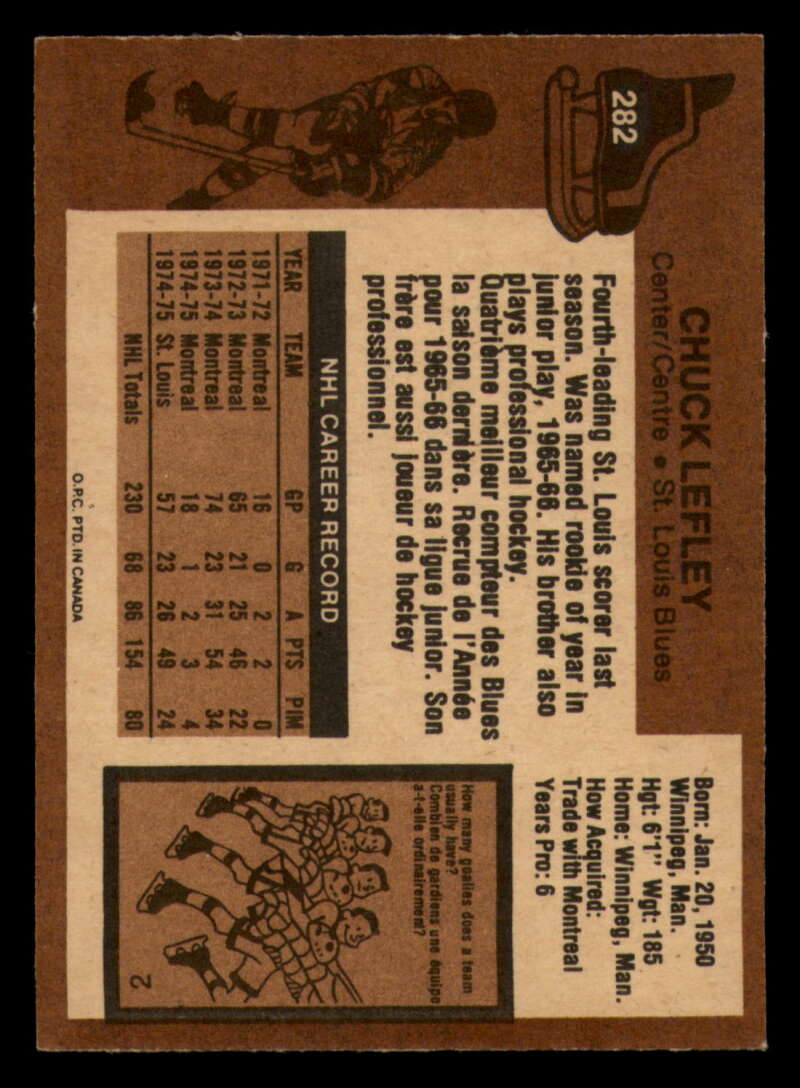 282
CHUCK LEFLEY
Center/Centre • St. Louis Blues
Born: Jan. 20, 1950
Winnipeg, Man.
Hgt: 6'1" Wgt: 185
Home: Winnipeg, Man.
How Acquired:
Trade with Montreal
Years Pro: 6
Fourth-leading St. Louis scorer last
season. Was named rookie of year in
junior play, 1965-66. His brother also
plays professional hockey.
Quatrième meilleur compteur des Blues
la saison dernière. Recrue de l'Année
pour 1965-66 dans sa ligue junior. Son
frère est aussi joueur de hockey
professionnel.
NHL CAREER RECORD
YEAR TEAM GP G A PTS PIM
1971-72 Montreal 16 0 2 2 0
1972-73 Montreal 65 21 25 46 22
1973-74 Montreal 74 23 31 54 34
1974-75 Montreal 18 1 2 3 4
1974-75 St. Louis 57 23 26 49 24
NHL Totals 230 68 86 154 80
How many goalies does a team
usually have?
Combien de gardiens une équipe
a-t-elle ordinairement?
2
O.P.C. PTD. IN CANADA